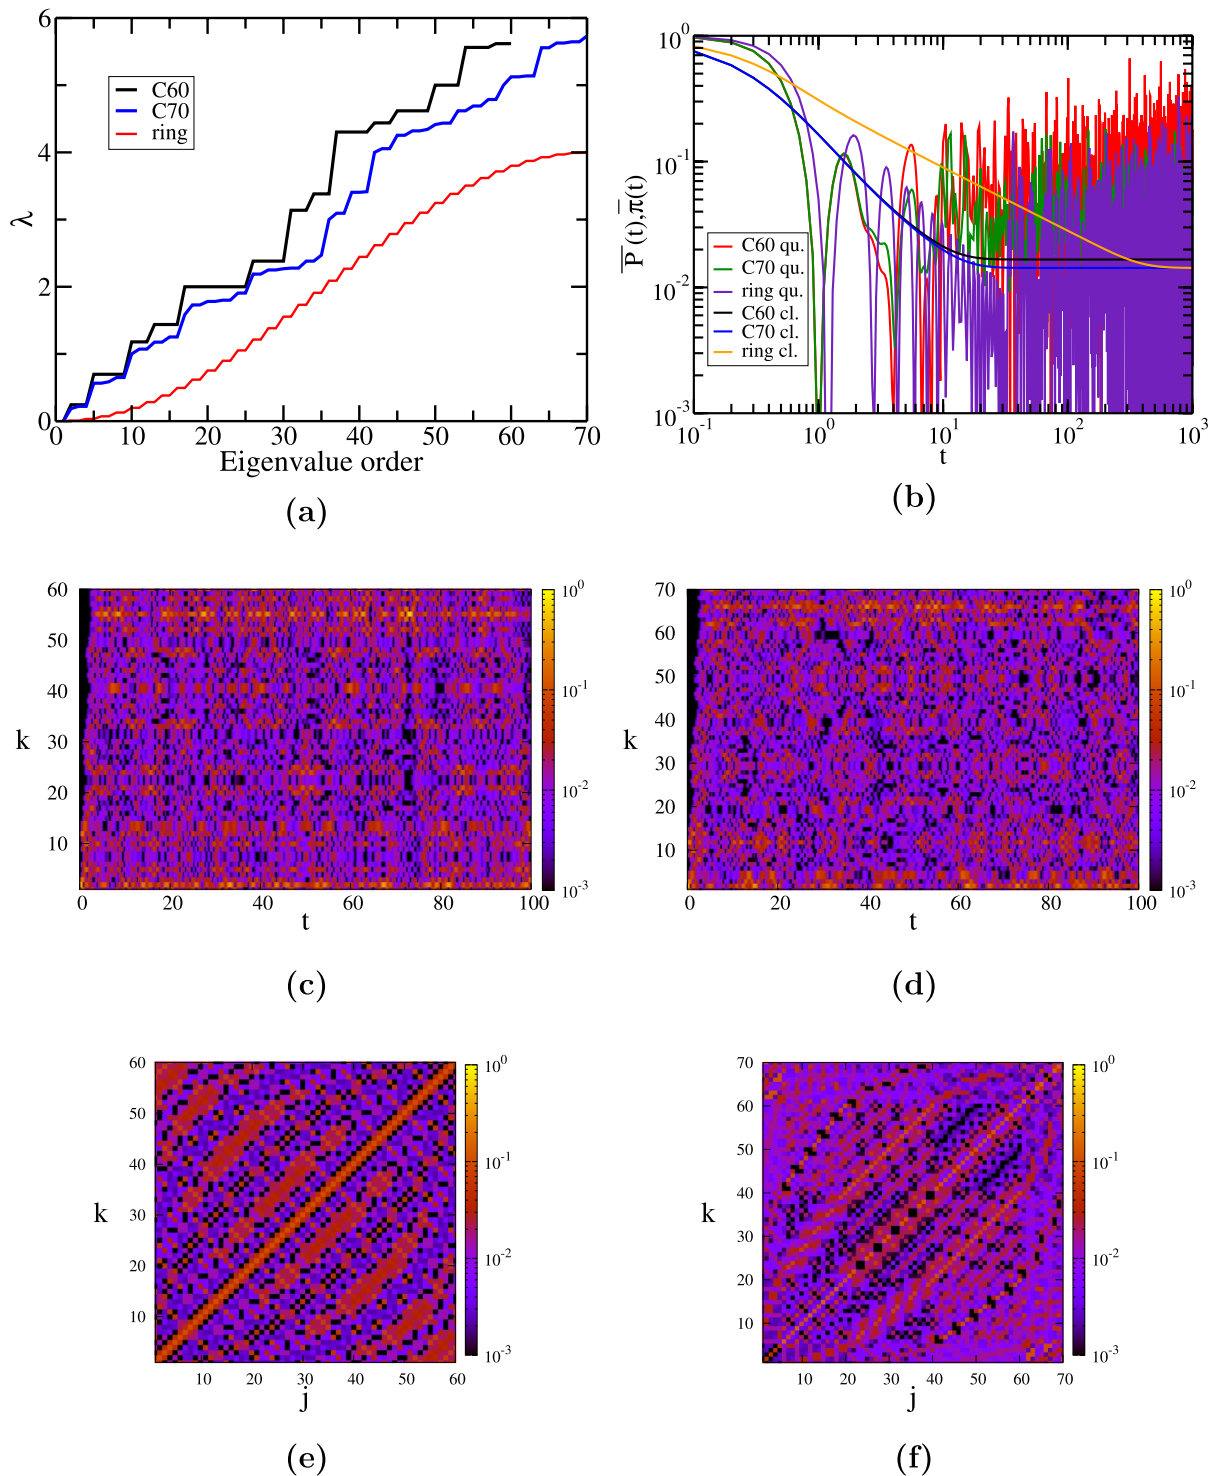 6
4
2
0
λ
C60
C70
ring
0 10 20 30 40 50 60 70
Eigenvalue order
(a)
10^0
10^-1
10^-2
10^-3
P̅(t),π̅(t)
C60 qu.
C70 qu.
ring qu.
C60 cl.
C70 cl.
ring cl.
10^-1 10^0 10^1 10^2 10^3
t
(b)
60
50
40
30
20
10
k
0 20 40 60 80 100
t
10^0
10^-1
10^-2
10^-3
(c)
70
60
50
40
30
20
10
k
0 20 40 60 80 100
t
10^0
10^-1
10^-2
10^-3
(d)
60
50
40
30
20
10
k
10 20 30 40 50 60
j
10^0
10^-1
10^-2
10^-3
(e)
70
60
50
40
30
20
10
k
10 20 30 40 50 60 70
j
10^0
10^-1
10^-2
10^-3
(f)